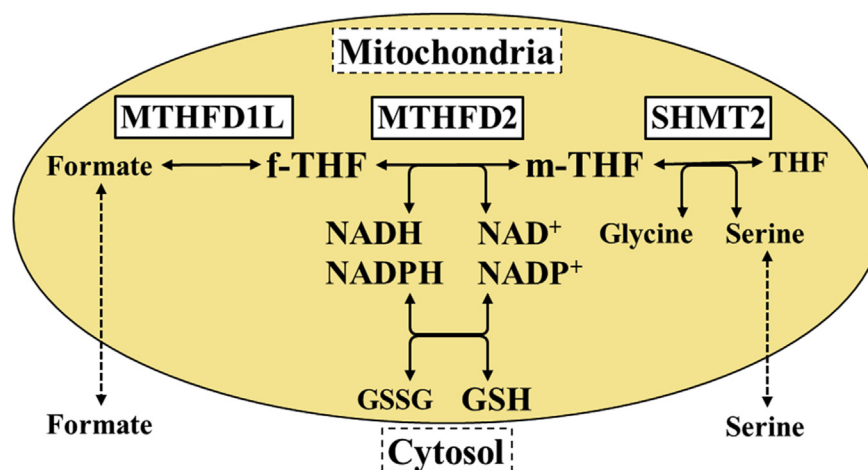 Mitochondria
MTHFD1L MTHFD2 SHMT2
Formate f-THF m-THF THF
NADH NAD⁺ Glycine Serine
NADPH NADP⁺
GSSG GSH
Formate Serine
Cytosol